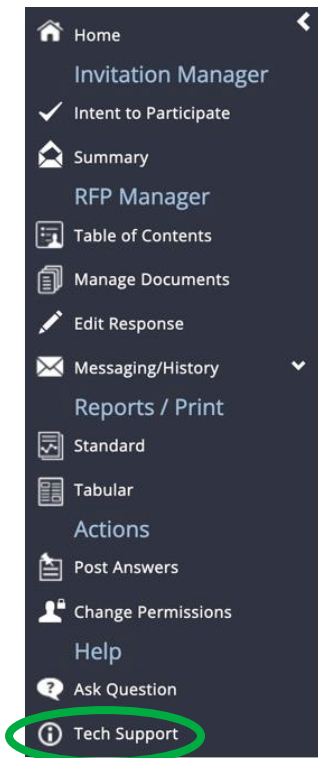 Home
Invitation Manager
Intent to Participate
Summary
RFP Manager
Table of Contents
Manage Documents
Edit Response
Messaging/History
Reports / Print
Standard
Tabular
Actions
Post Answers
Change Permissions
Help
Ask Question
Tech Support